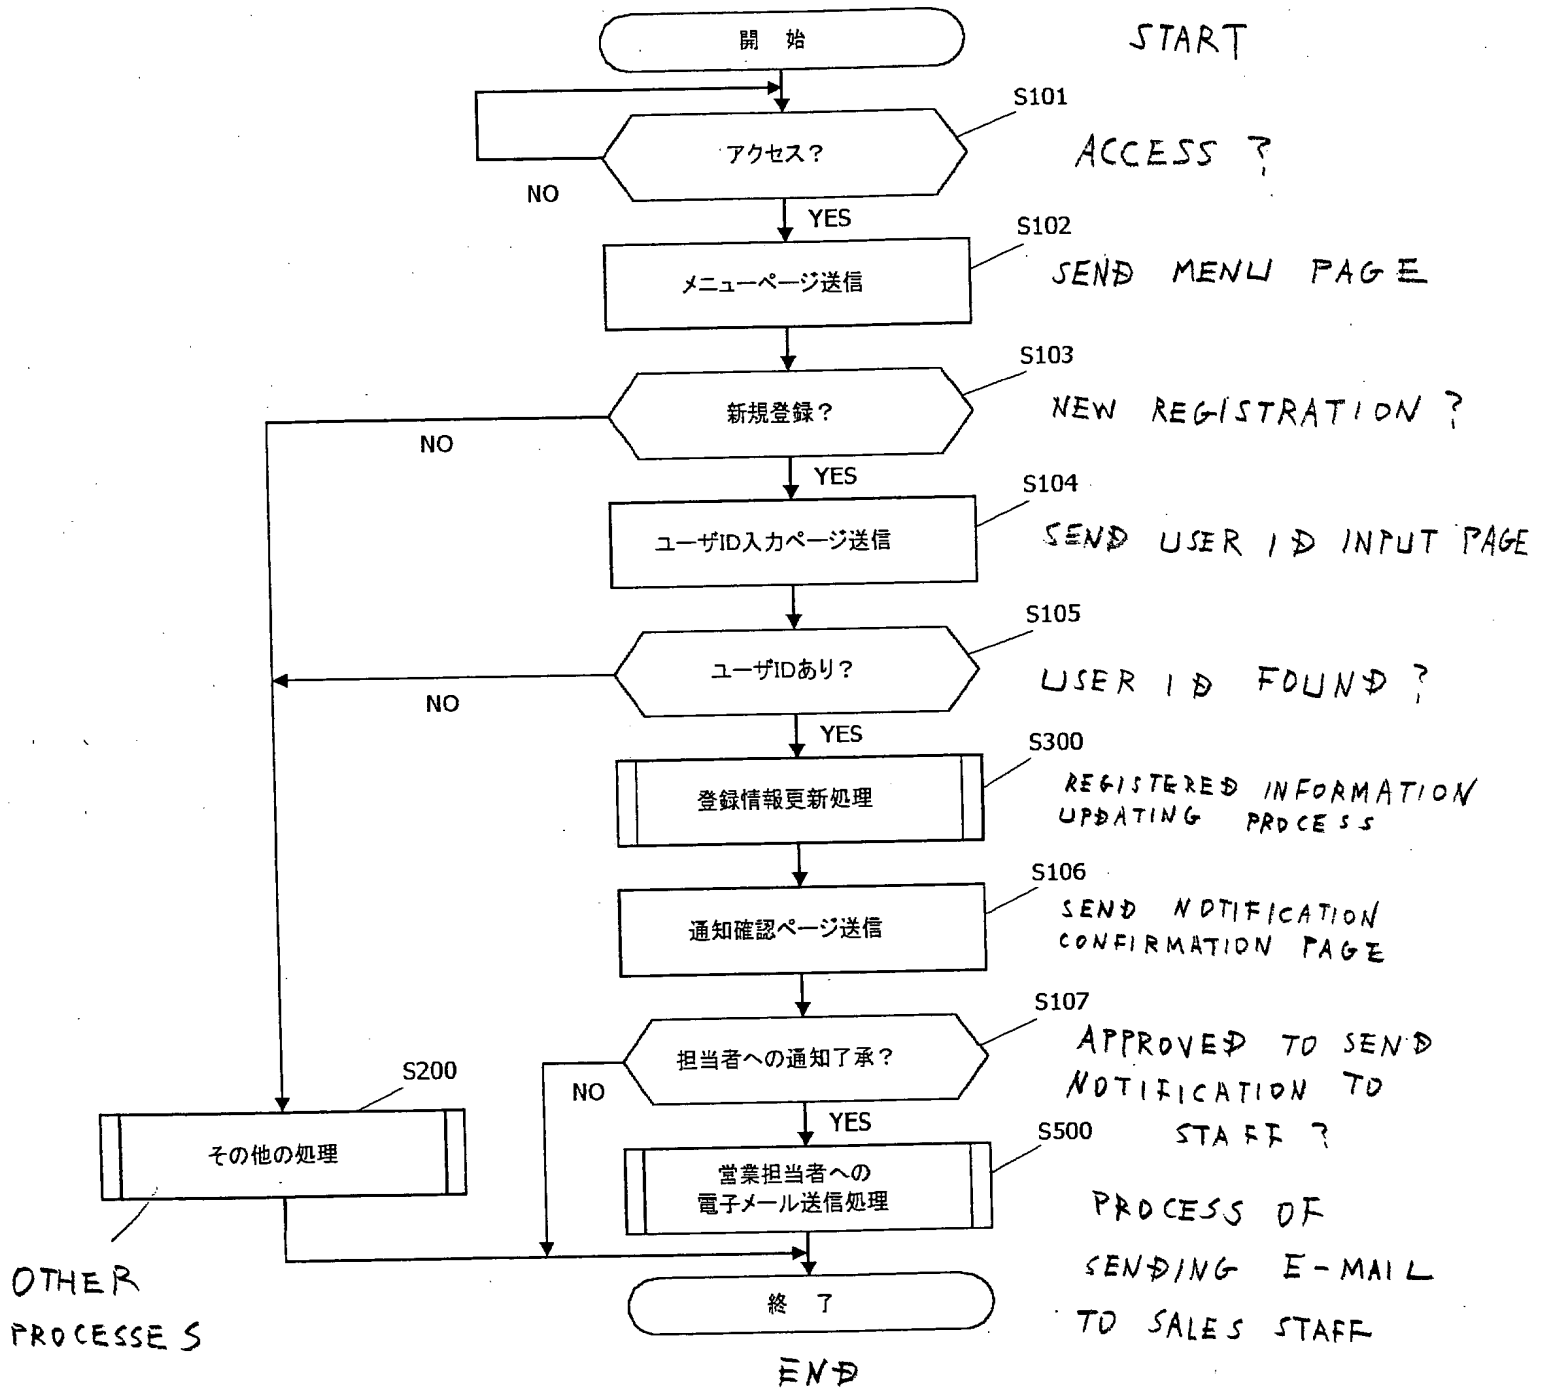 開 始
START
S101
アクセス?
ACCESS ?
NO
YES
S102
メニューページ送信
SEND MENU PAGE
S103
新規登録?
NEW REGISTRATION ?
NO
YES
S104
ユーザID入力ページ送信
SEND USER ID INPUT PAGE
S105
ユーザIDあり?
USER ID FOUND ?
NO
YES
S300
登録情報更新処理
REGISTERED INFORMATION
UPDATING PROCESS
S106
通知確認ページ送信
SEND NOTIFICATION
CONFIRMATION PAGE
S107
担当者への通知了承?
APPROVED TO SEND
NOTIFICATION TO
STAFF ?
NO
YES
S200
その他の処理
OTHER
PROCESSES
S500
営業担当者への
電子メール送信処理
PROCESS OF
SENDING E-MAIL
TO SALES STAFF
終 了
END